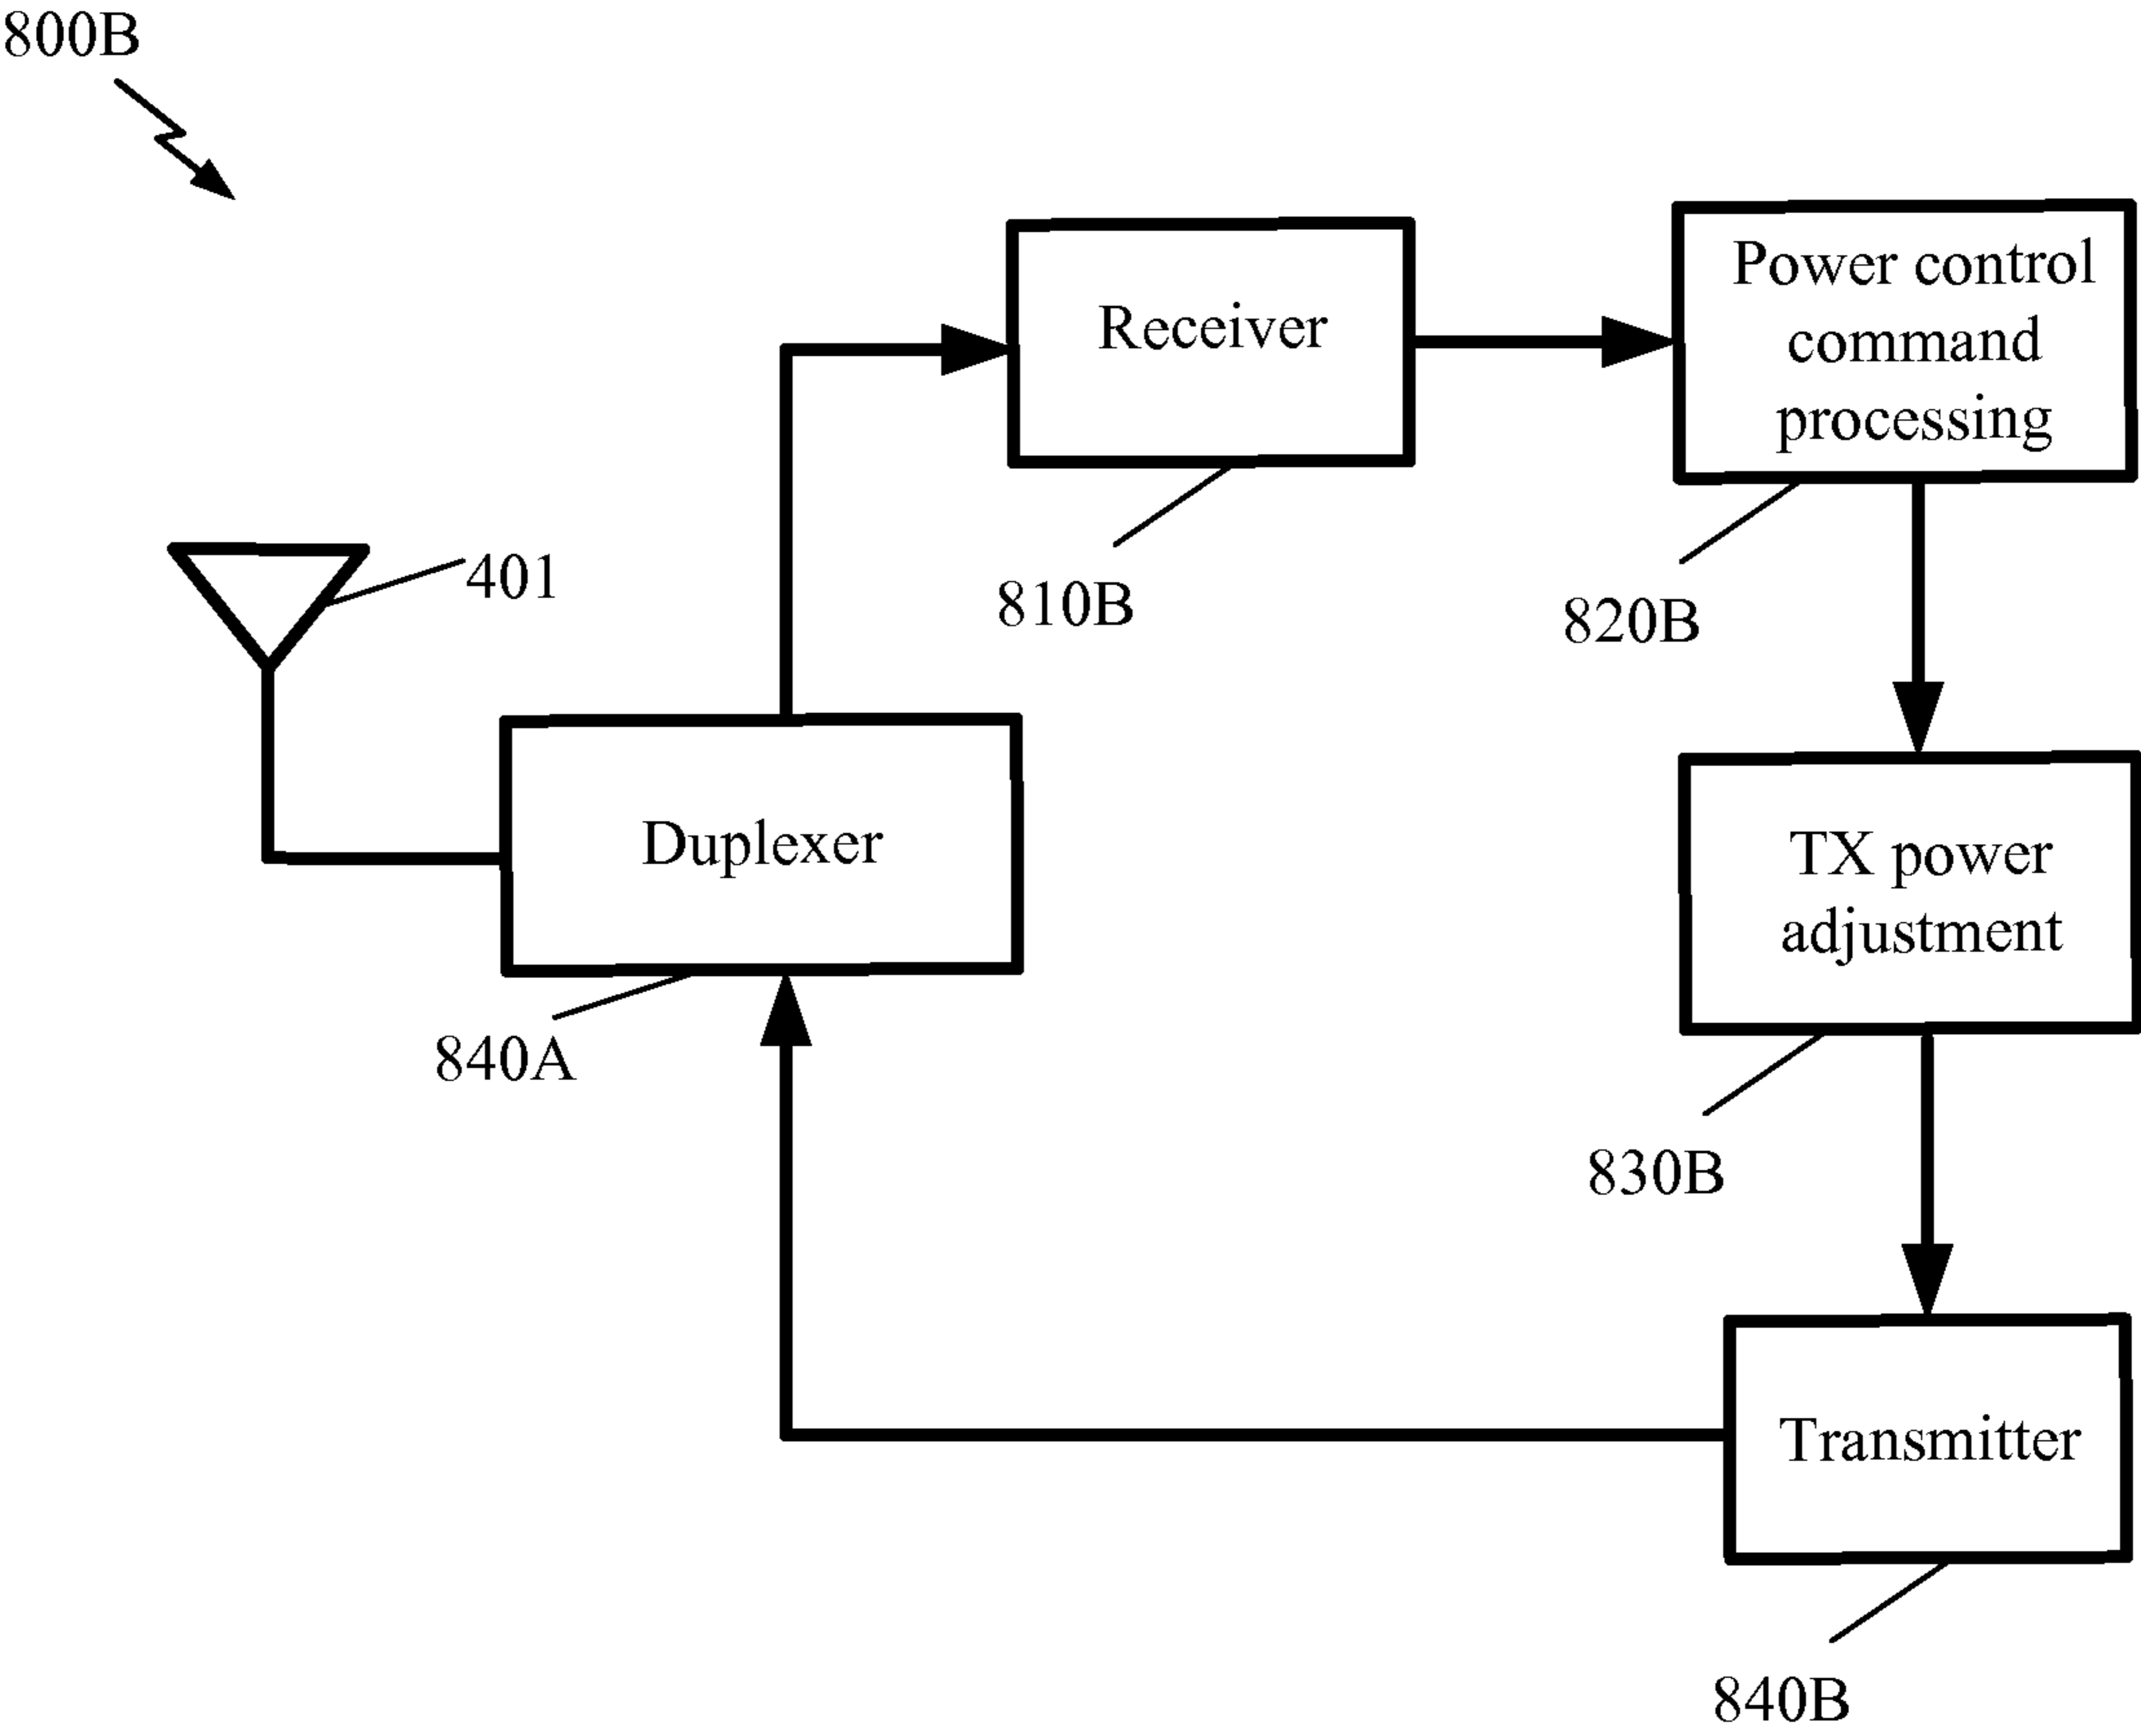 800B
Receiver
Power control
command
processing
401
810B
820B
Duplexer
TX power
adjustment
840A
830B
Transmitter
840B